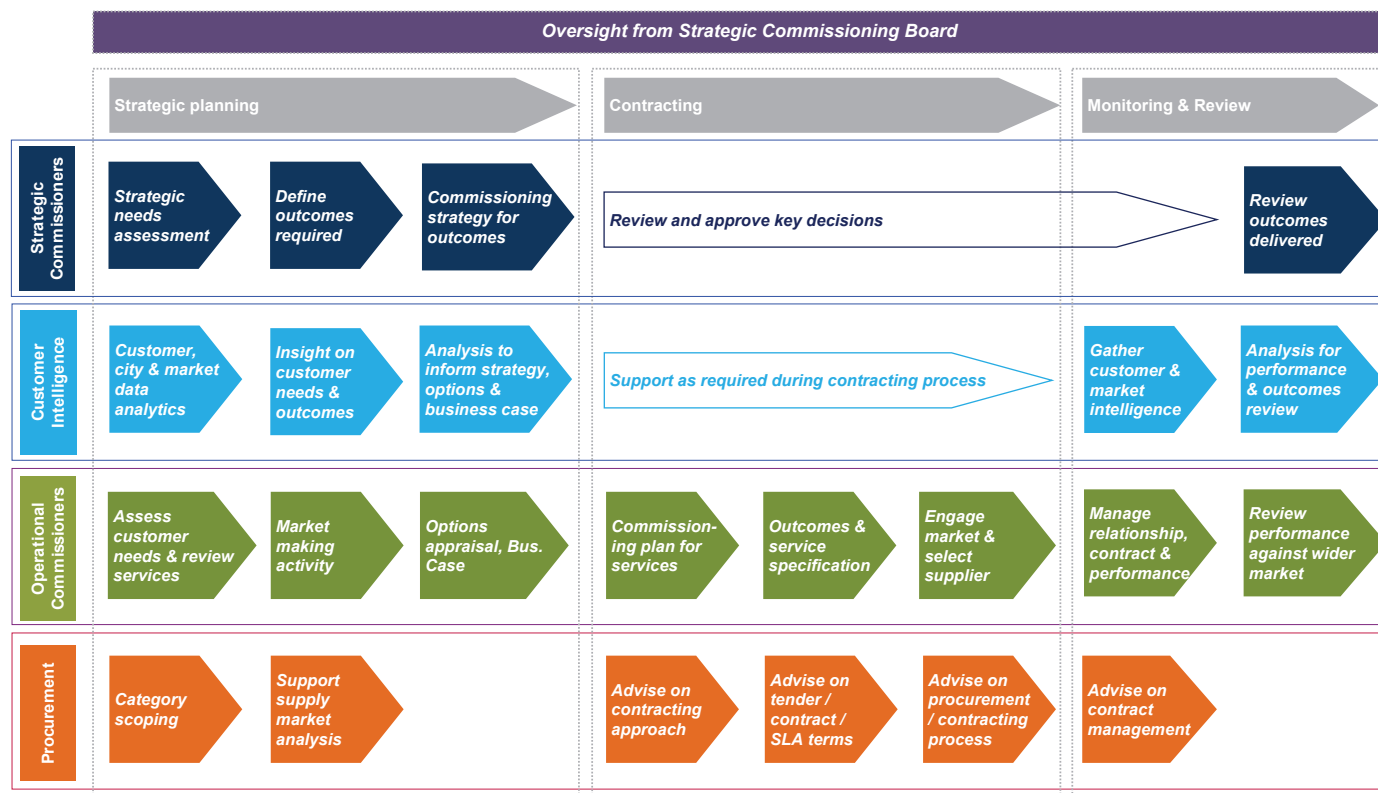 Oversight from Strategic Commissioning Board
Strategic planning
Contracting
Monitoring & Review
Strategic
Commissioners
Strategic
needs
assessment
Define
outcomes
required
Commissioning
strategy for
outcomes
Review and approve key decisions
Review
outcomes
delivered
Customer
Intelligence
Customer,
city & market
data
analytics
Insight on
customer
needs &
outcomes
Analysis to
inform strategy,
options &
business case
Support as required during contracting process
Gather
customer &
market
intelligence
Analysis for
performance
& outcomes
review
Operational
Commissioners
Assess
customer
needs & review
services
Market
making
activity
Options
appraisal, Bus.
Case
Commission-
ing plan for
services
Outcomes &
service
specification
Engage
market &
select
supplier
Manage
relationship,
contract &
performance
Review
performance
against wider
market
Procurement
Category
scoping
Support
supply
market
analysis
Advise on
contracting
approach
Advise on
tender /
contract /
SLA terms
Advise on
procurement
/ contracting
process
Advise on
contract
management